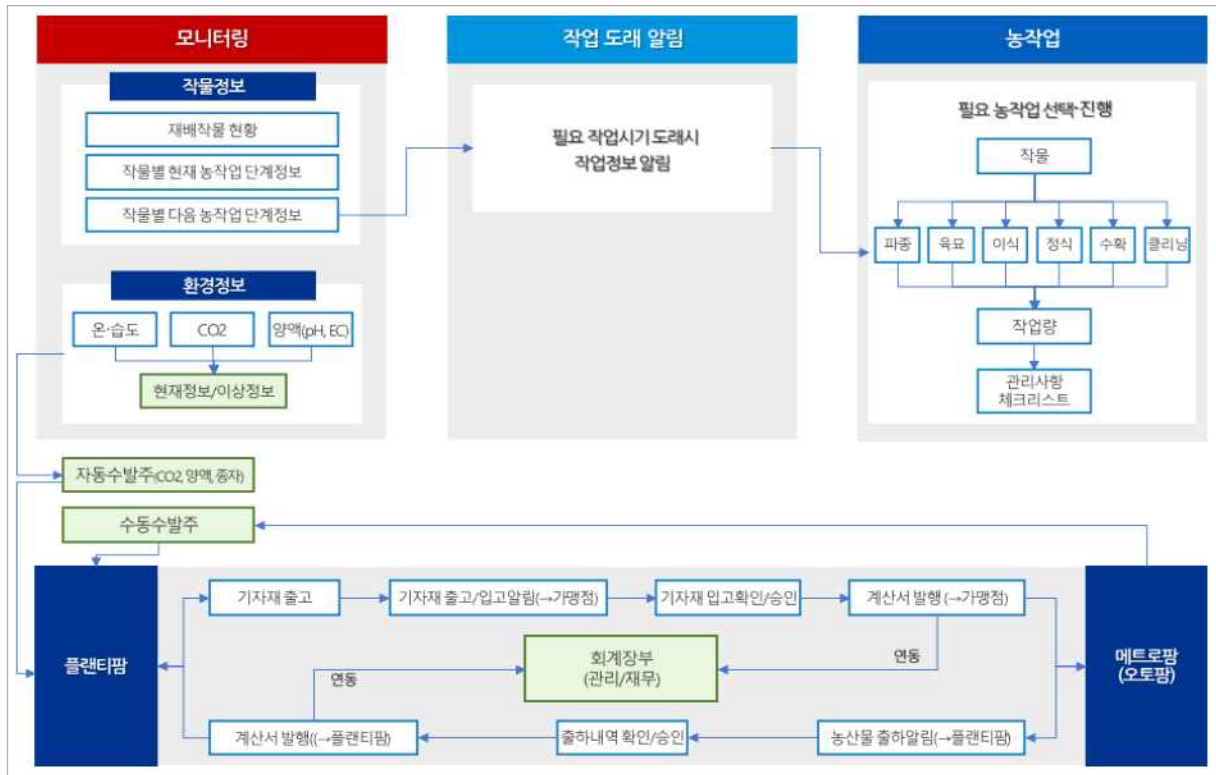 모니터링
작업 도래 알림
농작업
작물정보
재배작물 현황
작물별 현재 농작업 단계정보
작물별 다음 농작업 단계정보
환경정보
온·습도
CO2
양액(pH, EC)
현재정보/이상정보
필요 작업시기 도래시
작업정보 알림
필요 농작업 선택·진행
작물
파종
육묘
이식
정식
수확
클리닝
작업량
관리사항
체크리스트
자동수발주(CO2, 양액, 종자)
수동수발주
플랜티팜
기자재 출고
기자재 출고/입고알림(→가맹점)
기자재 입고확인/승인
계산서 발행 (→가맹점)
연동
회계장부
(관리/재무)
연동
계산서 발행((→플랜티팜)
출하내역 확인/승인
농산물 출하알림(→플랜티팜)
메트로팜
(오토팜)